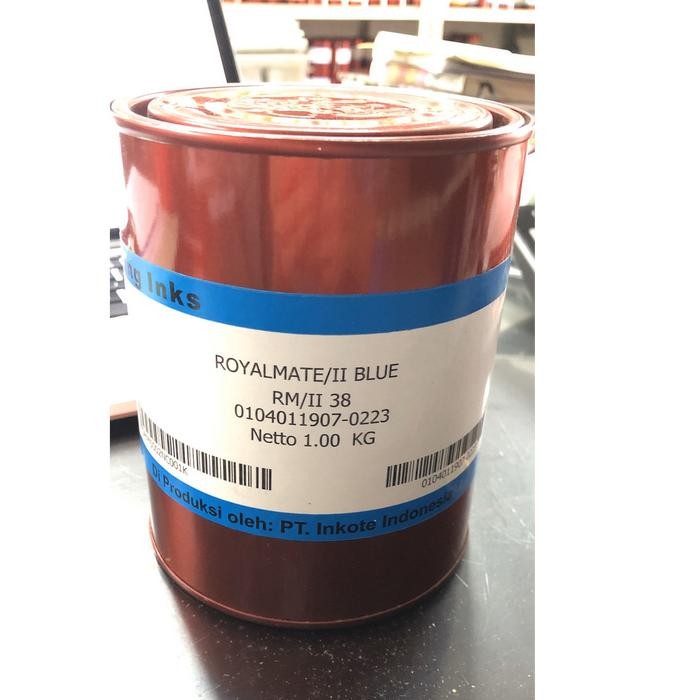 ng Inks
ROYALMATE/II BLUE
RM/II 38
0104011907-0223
Netto 1.00 KG
Di Produksi oleh: PT. Inkote Indonesia